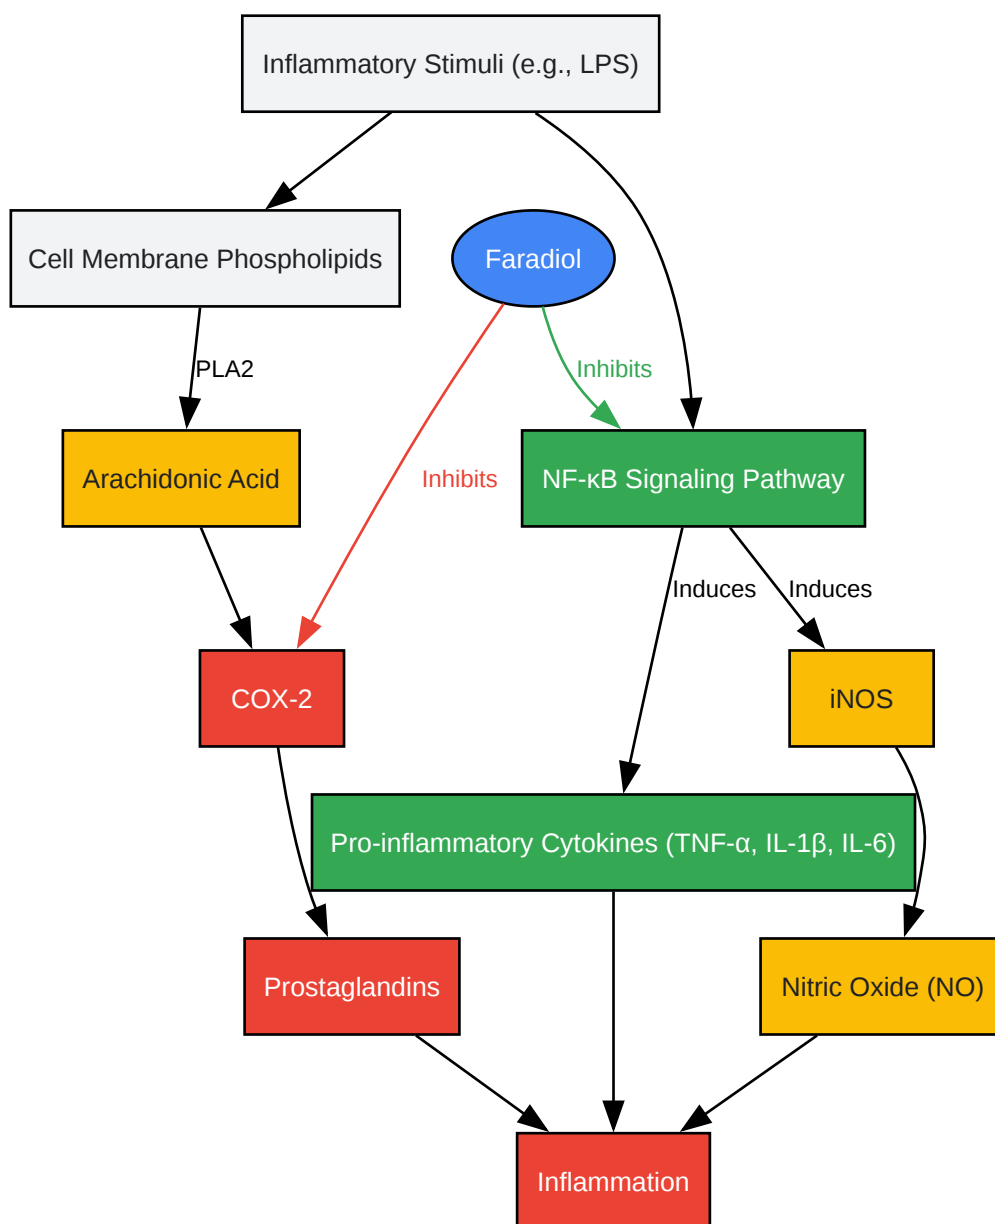 Inflammatory Stimuli (e.g., LPS)
Cell Membrane Phospholipids
Faradiol
PLA2
Inhibits
Arachidonic Acid
Inhibits
NF-κB Signaling Pathway
Induces
Induces
COX-2
iNOS
Pro-inflammatory Cytokines (TNF-α, IL-1β, IL-6)
Prostaglandins
Nitric Oxide (NO)
Inflammation